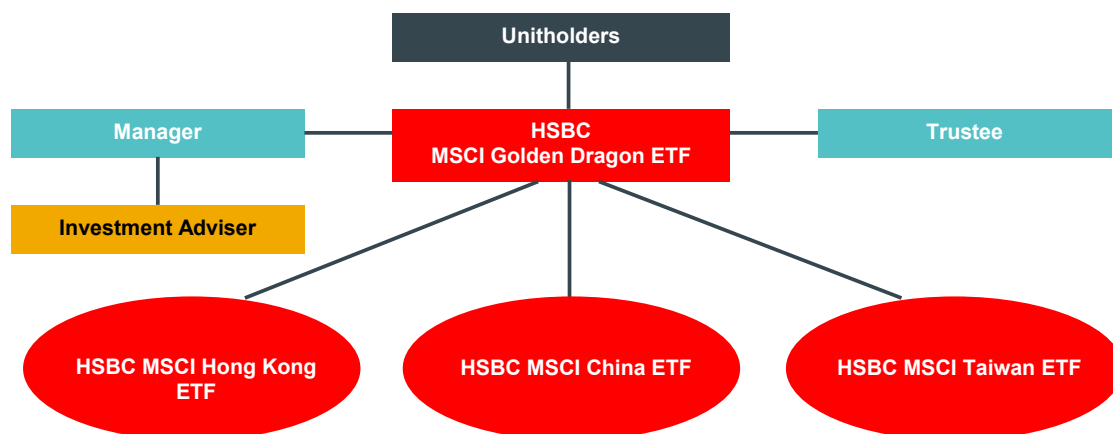 Unitholders
Manager
HSBC
MSCI Golden Dragon ETF
Trustee
Investment Adviser
HSBC MSCI Hong Kong
ETF
HSBC MSCI China ETF
HSBC MSCI Taiwan ETF